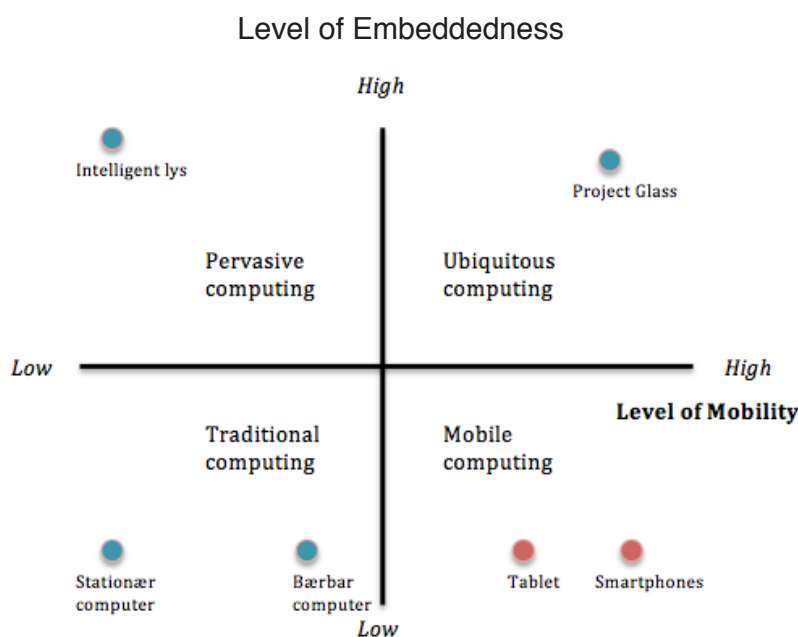 Level of Embeddedness
High
Intelligent lys
Project Glass
Pervasive
computing
Ubiquitous
computing
Low
High
Level of Mobility
Traditional
computing
Mobile
computing
Stationær
computer
Bærbar
computer
Tablet
Smartphones
Low